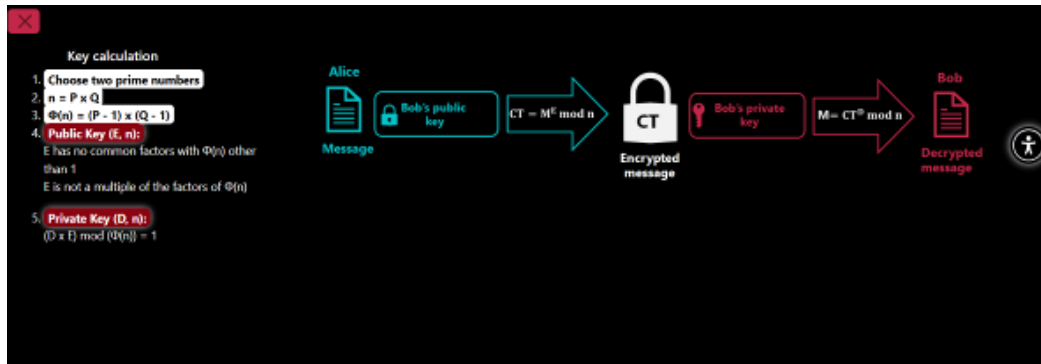 Key calculation
1. Choose two prime numbers
2. n = P x Q
3. Φ(n) = (P - 1) x (Q - 1)
4. Public Key (E, n):
E has no common factors with Φ(n) other
than 1
E is not a multiple of the factors of Φ(n)
5. Private Key (D, n):
(D x E) mod (Φ(n)) = 1
Alice
Message
Bob's public
key
CT = M^E mod n
CT
Encrypted
message
Bob's private
key
M= CT^D mod n
Bob
Decrypted
message